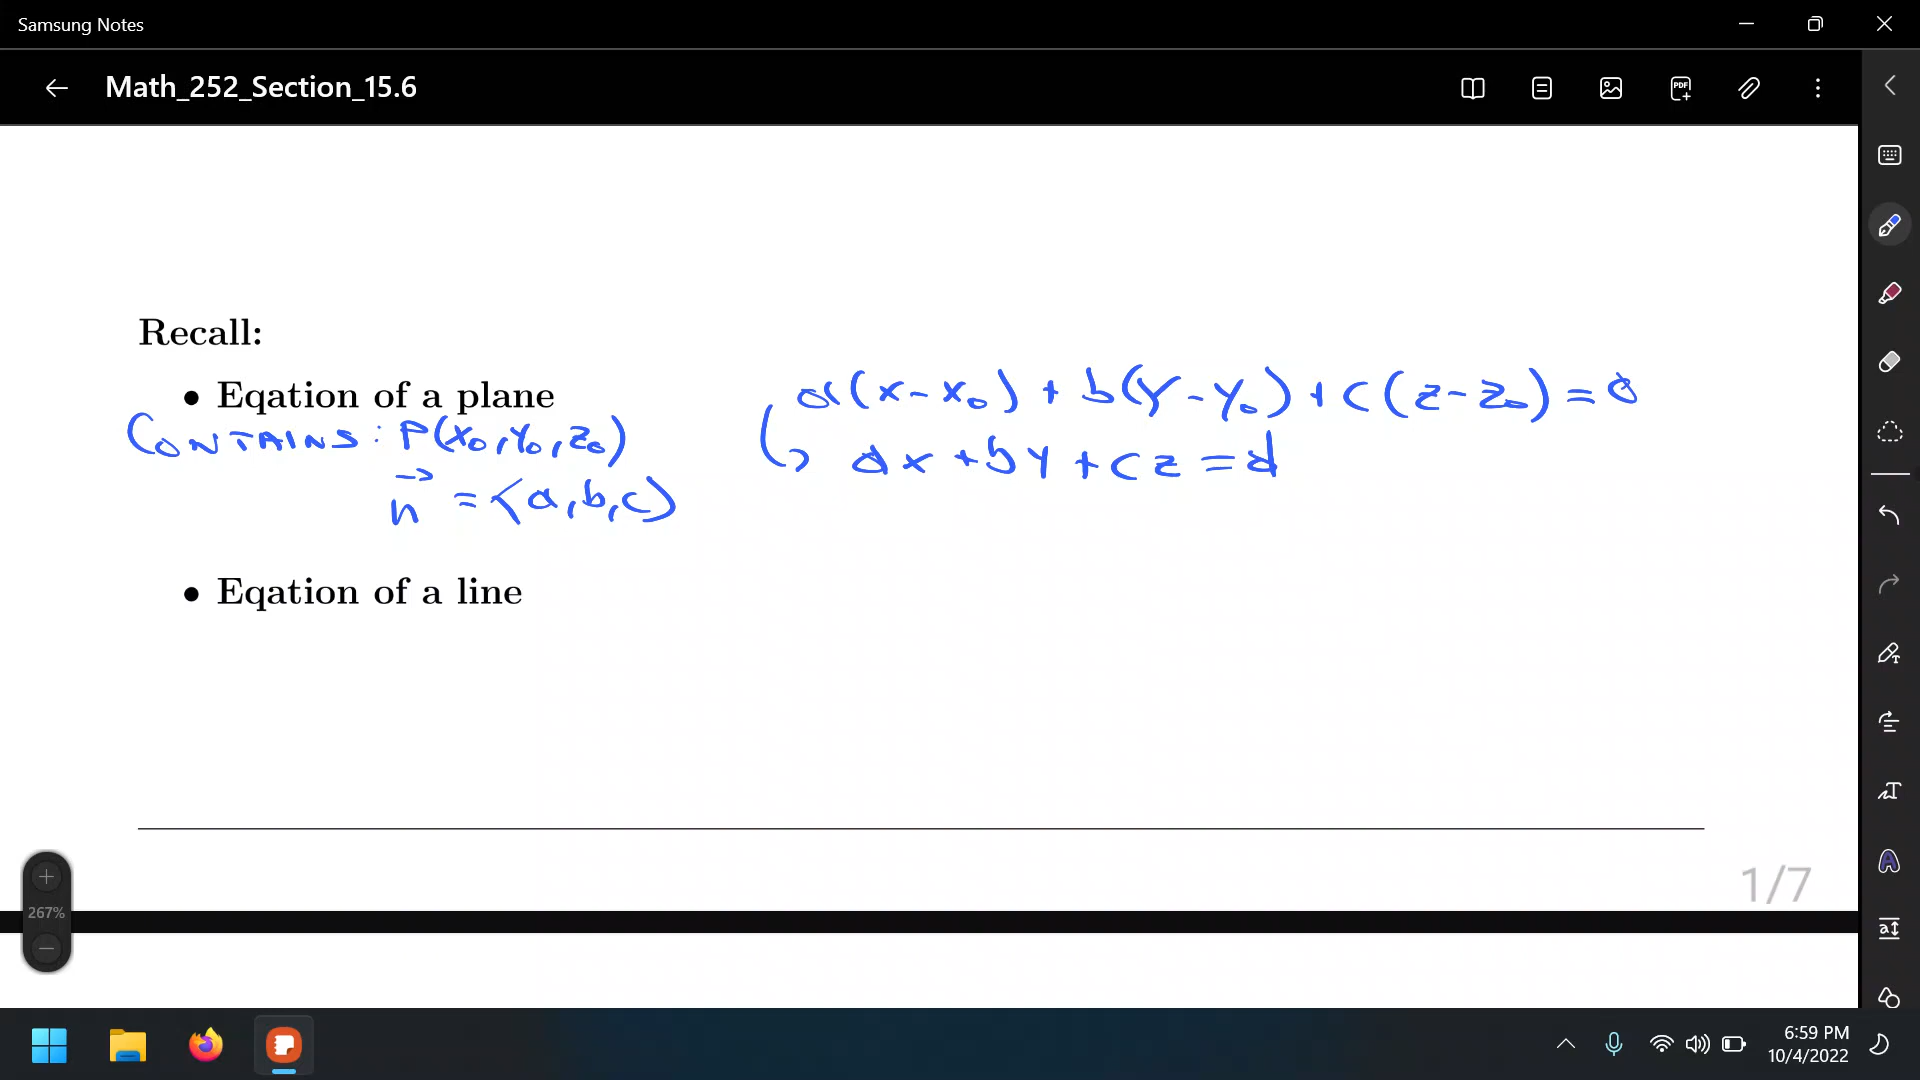 Samsung Notes
Math_252_Section_15.6
PDF
Recall:
• Eqation of a plane
a(x-x₀) + b(y-y₀) + c(z-z₀) = 0
CONTAINS: P(x₀, y₀, z₀)
ax + by + cz = d
n⃗ = ⟨a, b, c⟩
• Eqation of a line
1/7
267%
6:59 PM
10/4/2022